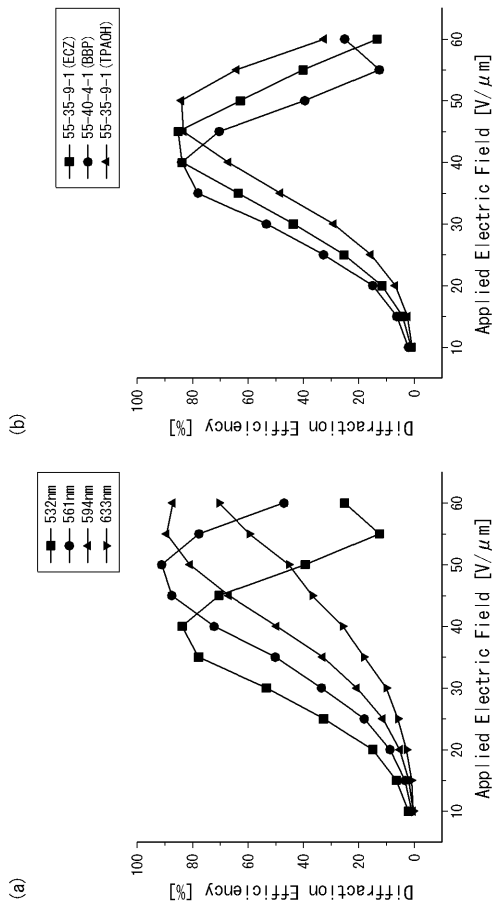 (a)
532nm
561nm
594nm
633nm
Diffraction Efficiency [%]
100
80
60
40
20
0
10 20 30 40 50 60
Applied Electric Field [V/μm]
(b)
55-35-9-1(ECZ)
55-40-4-1(BBP)
55-35-9-1(TPAOH)
Diffraction Efficiency [%]
100
80
60
40
20
0
10 20 30 40 50 60
Applied Electric Field [V/μm]